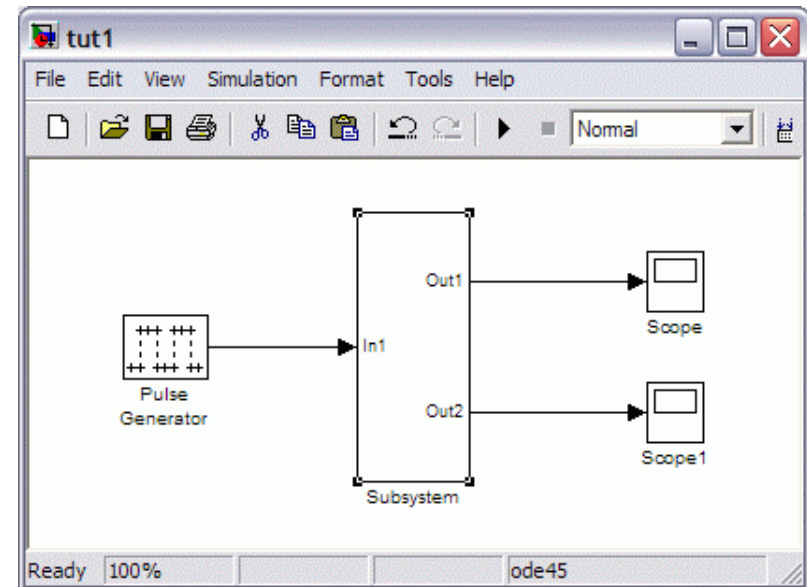 tut1
File Edit View Simulation Format Tools Help
Normal
Out1
Scope
In1
Pulse
Generator
Out2
Scope1
Subsystem
Ready 100% ode45